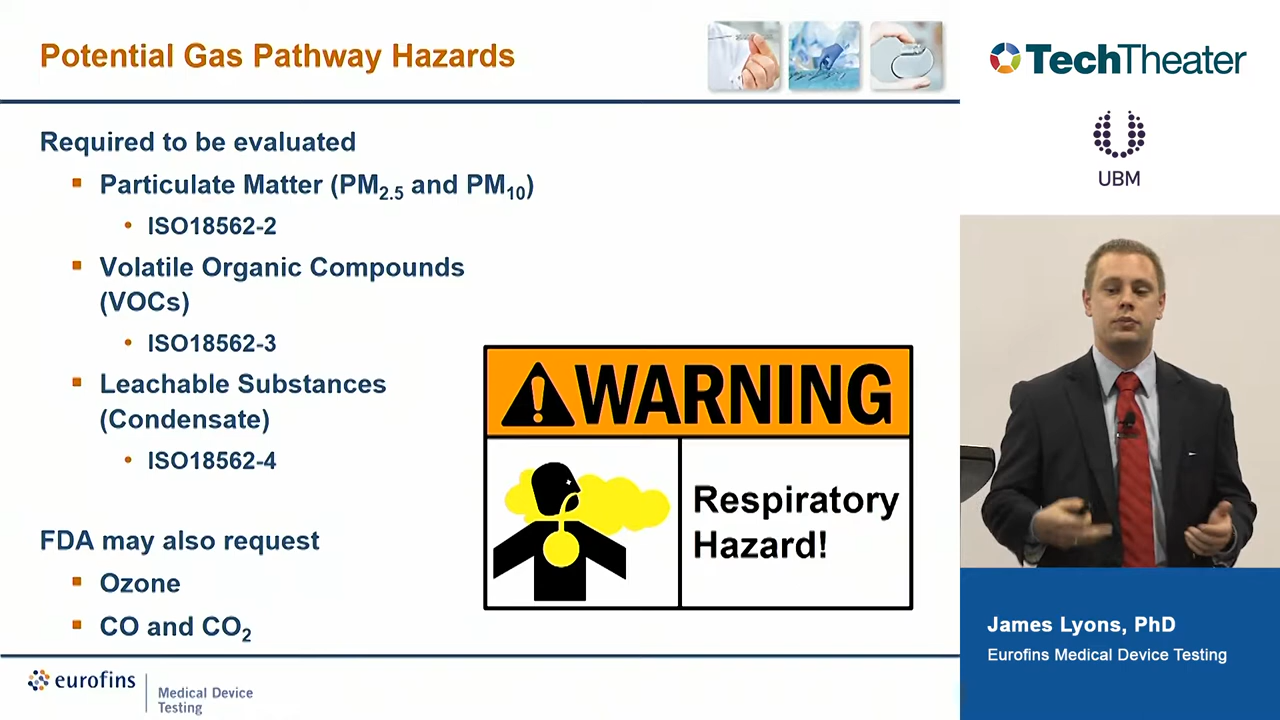 Potential Gas Pathway Hazards
Required to be evaluated
▪ Particulate Matter (PM2.5 and PM10)
• ISO18562-2
▪ Volatile Organic Compounds
(VOCs)
• ISO18562-3
▪ Leachable Substances
(Condensate)
• ISO18562-4
FDA may also request
▪ Ozone
▪ CO and CO2
WARNING
Respiratory
Hazard!
eurofins
Medical Device
Testing
TechTheater
UBM
James Lyons, PhD
Eurofins Medical Device Testing